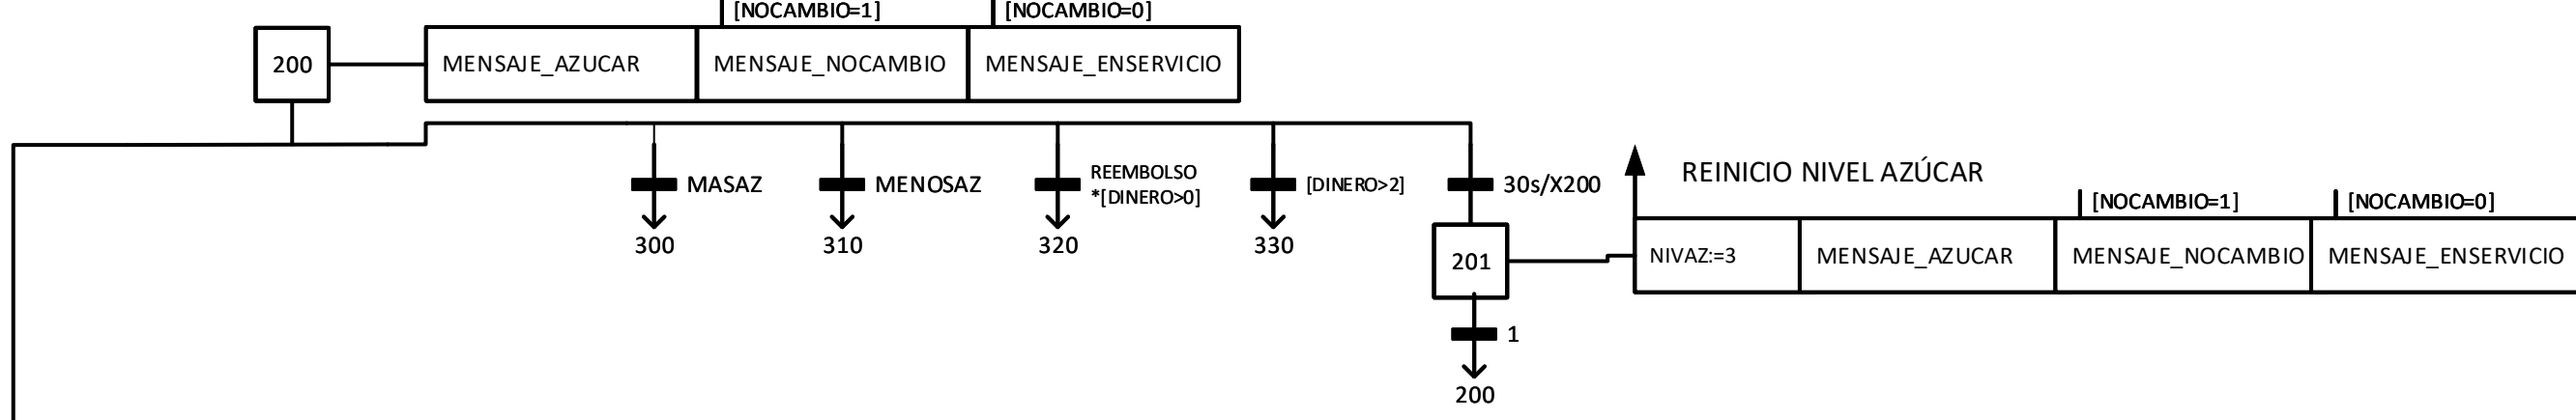 [NOCAMBIO=1] [NOCAMBIO=0]
200 MENSAJE_AZUCAR MENSAJE_NOCAMBIO MENSAJE_ENSERVICIO
MASAZ MENOSAZ REEMBOLSO
*[DINERO>0] [DINERO>2] 30s/X200 REINICIO NIVEL AZÚCAR
[NOCAMBIO=1] [NOCAMBIO=0]
300 310 320 330
201 NIVAZ:=3 MENSAJE_AZUCAR MENSAJE_NOCAMBIO MENSAJE_ENSERVICIO
1
200